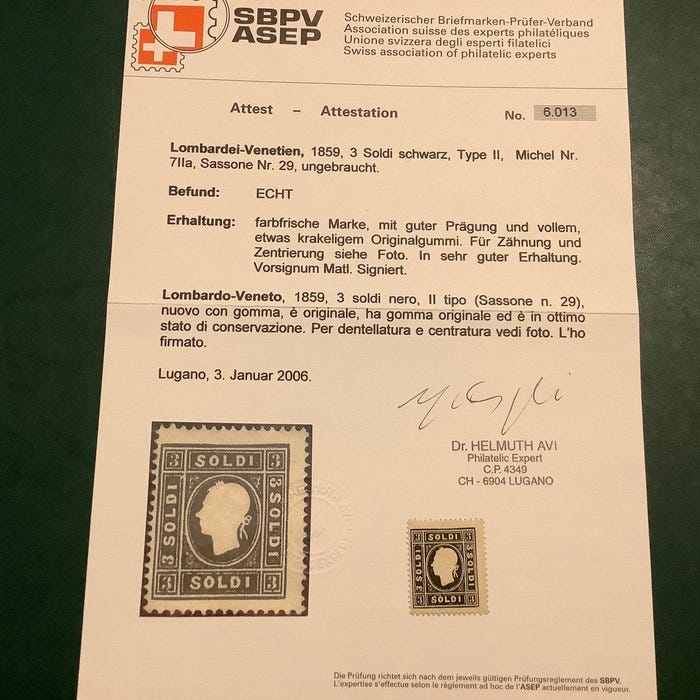 SBPV
ASEP
Schweizerischer Briefmarken-Prüfer-Verband
Association suisse des experts philatéliques
Unione svizzera degli esperti filatelici
Swiss association of philatelic experts
Attest – Attestation
No. 6.013
Lombardei-Venetien, 1859, 3 Soldi schwarz, Type II, Michel Nr.
7IIa, Sassone Nr. 29, ungebraucht.
Befund: ECHT
Erhaltung: farbfrische Marke, mit guter Prägung und vollem,
etwas krakeligem Originalgummi. Für Zähnung und
Zentrierung siehe Foto. In sehr guter Erhaltung.
Vorsignum Matl. Signiert.
Lombardo-Veneto, 1859, 3 soldi nero, II tipo (Sassone n. 29),
nuovo con gomma, è originale, ha gomma originale ed è in ottimo
stato di conservazione. Per dentellatura e centratura vedi foto. L'ho
firmato.
Lugano, 3. Januar 2006.
Dr. HELMUTH AVI
Philatelic Expert
C.P. 4349
CH - 6904 LUGANO
3 SOLDI 3
3 SOLDI
3 SOLDI
3 SOLDI 3
3 SOLDI 3
SOLDI
SOLDI
3 SOLDI 3
Die Prüfung richtet sich nach dem jeweils gültigen Prüfungsreglement des SBPV.
L'expertise s'effectue selon le règlement ad hoc de l'ASEP actuellement en vigueur.